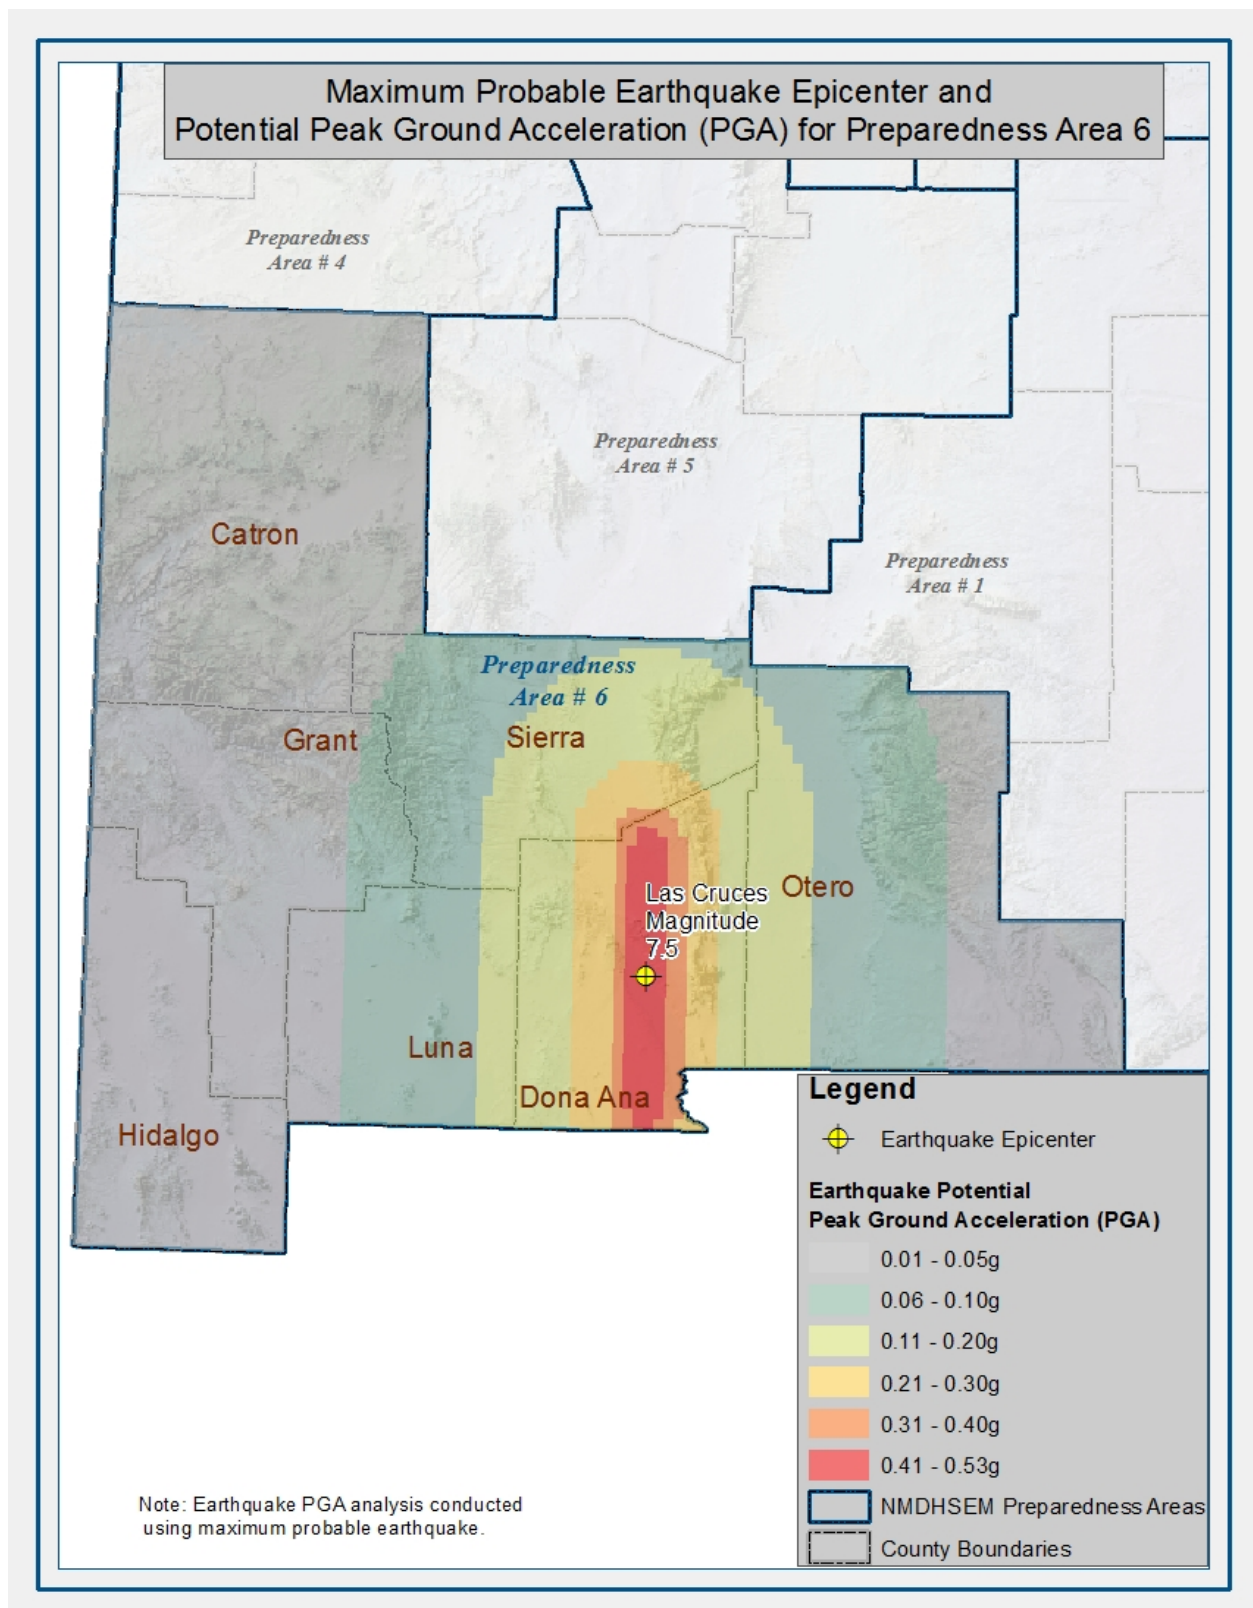 Maximum Probable Earthquake Epicenter and
Potential Peak Ground Acceleration (PGA) for Preparedness Area 6
Preparedness
Area # 4
Preparedness
Area # 5
Catron
Preparedness
Area # 1
Preparedness
Area # 6
Grant
Sierra
Las Cruces
Magnitude
7.5
Otero
Luna
Dona Ana
Hidalgo
Legend
Earthquake Epicenter
Earthquake Potential
Peak Ground Acceleration (PGA)
0.01 - 0.05g
0.06 - 0.10g
0.11 - 0.20g
0.21 - 0.30g
0.31 - 0.40g
0.41 - 0.53g
NMDHSEM Preparedness Areas
County Boundaries
Note: Earthquake PGA analysis conducted
using maximum probable earthquake.